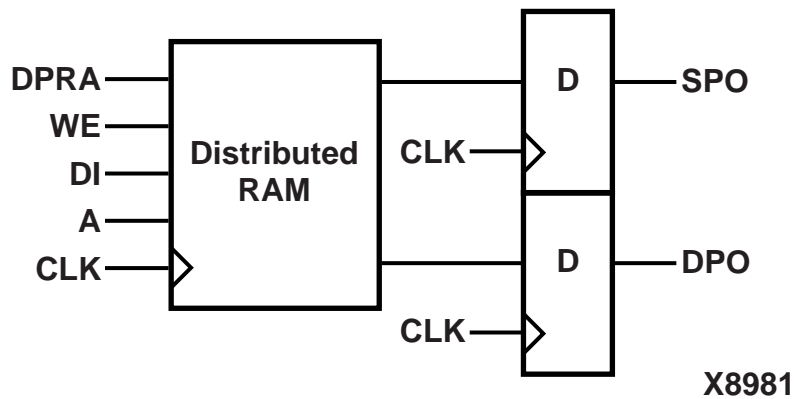 DPRA
WE
DI
A
CLK
Distributed
RAM
D
SPO
CLK
D
DPO
CLK
X8981